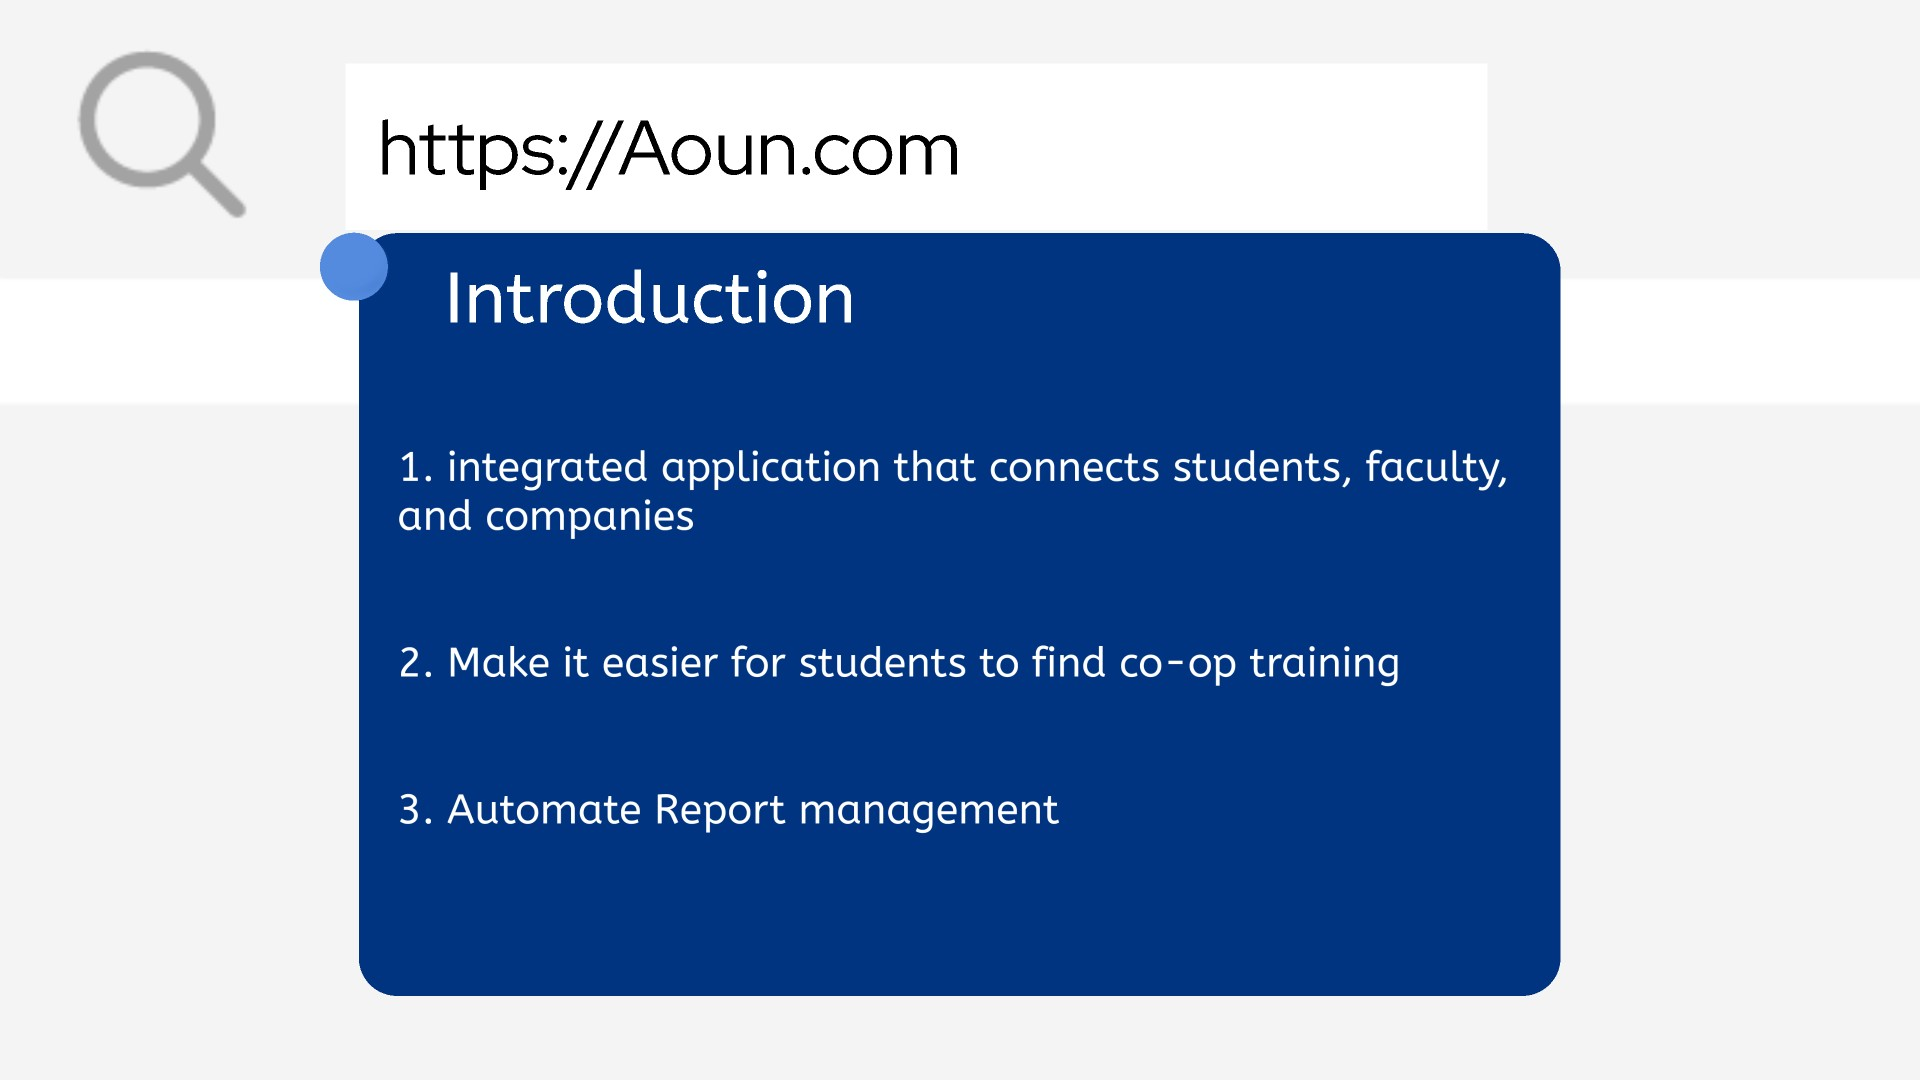 https://Aoun.com
Introduction
1. integrated application that connects students, faculty,
and companies
2. Make it easier for students to find co-op training
3. Automate Report management